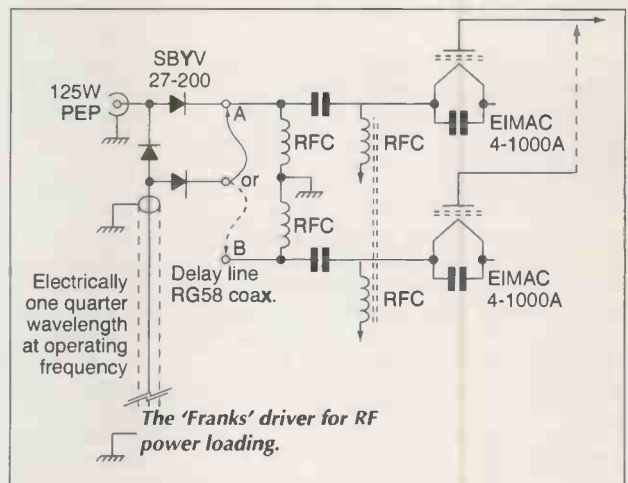 SBYV
27-200
125W
PEP
A
or
B
RFC
RFC
RFC
RFC
EIMAC
4-1000A
EIMAC
4-1000A
Delay line
RG58 coax.
Electrically
one quarter
wavelength
at operating
frequency
The 'Franks' driver for RF
power loading.